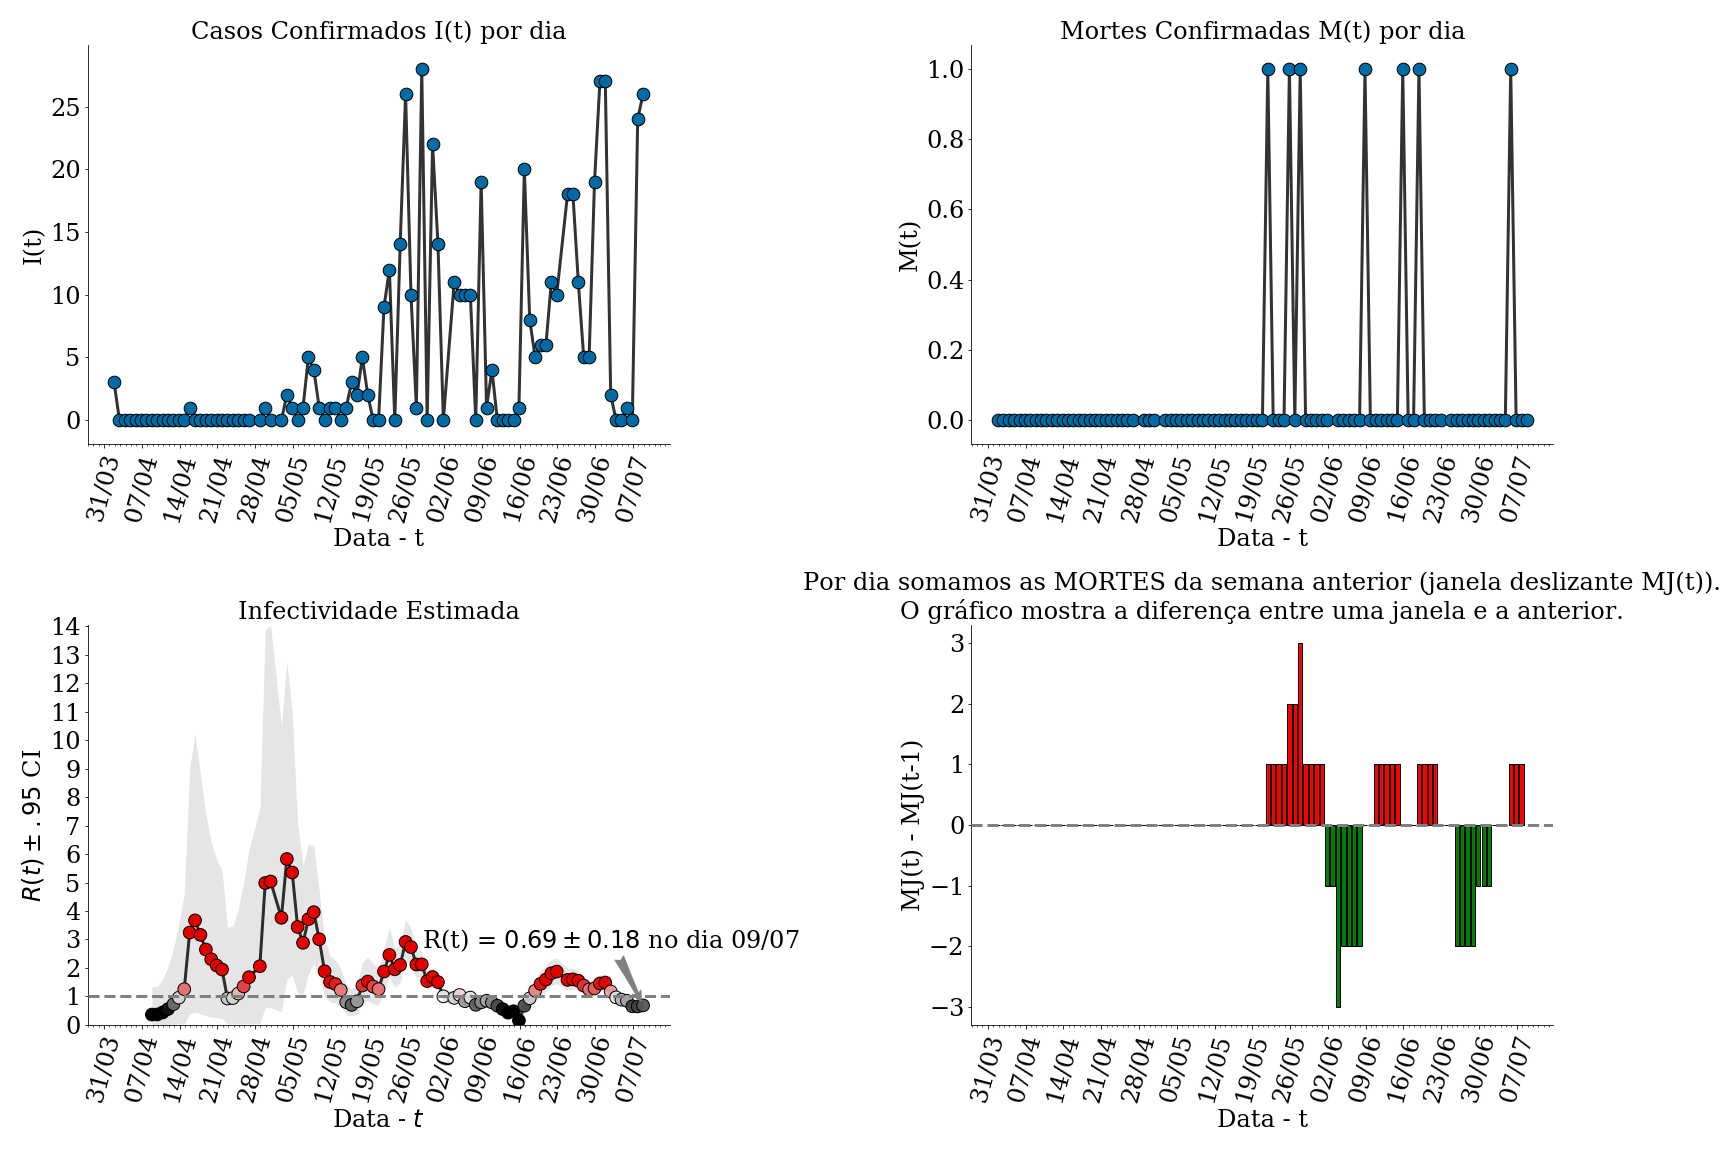 Casos Confirmados I(t) por dia
I(t)
25
20
15
10
5
0
31/03 07/04 14/04 21/04 28/04 05/05 12/05 19/05 26/05 02/06 09/06 16/06 23/06 30/06 07/07
Data - t
Mortes Confirmadas M(t) por dia
M(t)
1.0
0.8
0.6
0.4
0.2
0.0
31/03 07/04 14/04 21/04 28/04 05/05 12/05 19/05 26/05 02/06 09/06 16/06 23/06 30/06 07/07
Data - t
Infectividade Estimada
R(t) ± .95 CI
14
13
12
11
10
9
8
7
6
5
4
3
2
1
0
R(t) = 0.69 ± 0.18 no dia 09/07
31/03 07/04 14/04 21/04 28/04 05/05 12/05 19/05 26/05 02/06 09/06 16/06 23/06 30/06 07/07
Data - t
Por dia somamos as MORTES da semana anterior (janela deslizante MJ(t)).
O gráfico mostra a diferença entre uma janela e a anterior.
MJ(t) - MJ(t-1)
3
2
1
0
−1
−2
−3
31/03 07/04 14/04 21/04 28/04 05/05 12/05 19/05 26/05 02/06 09/06 16/06 23/06 30/06 07/07
Data - t